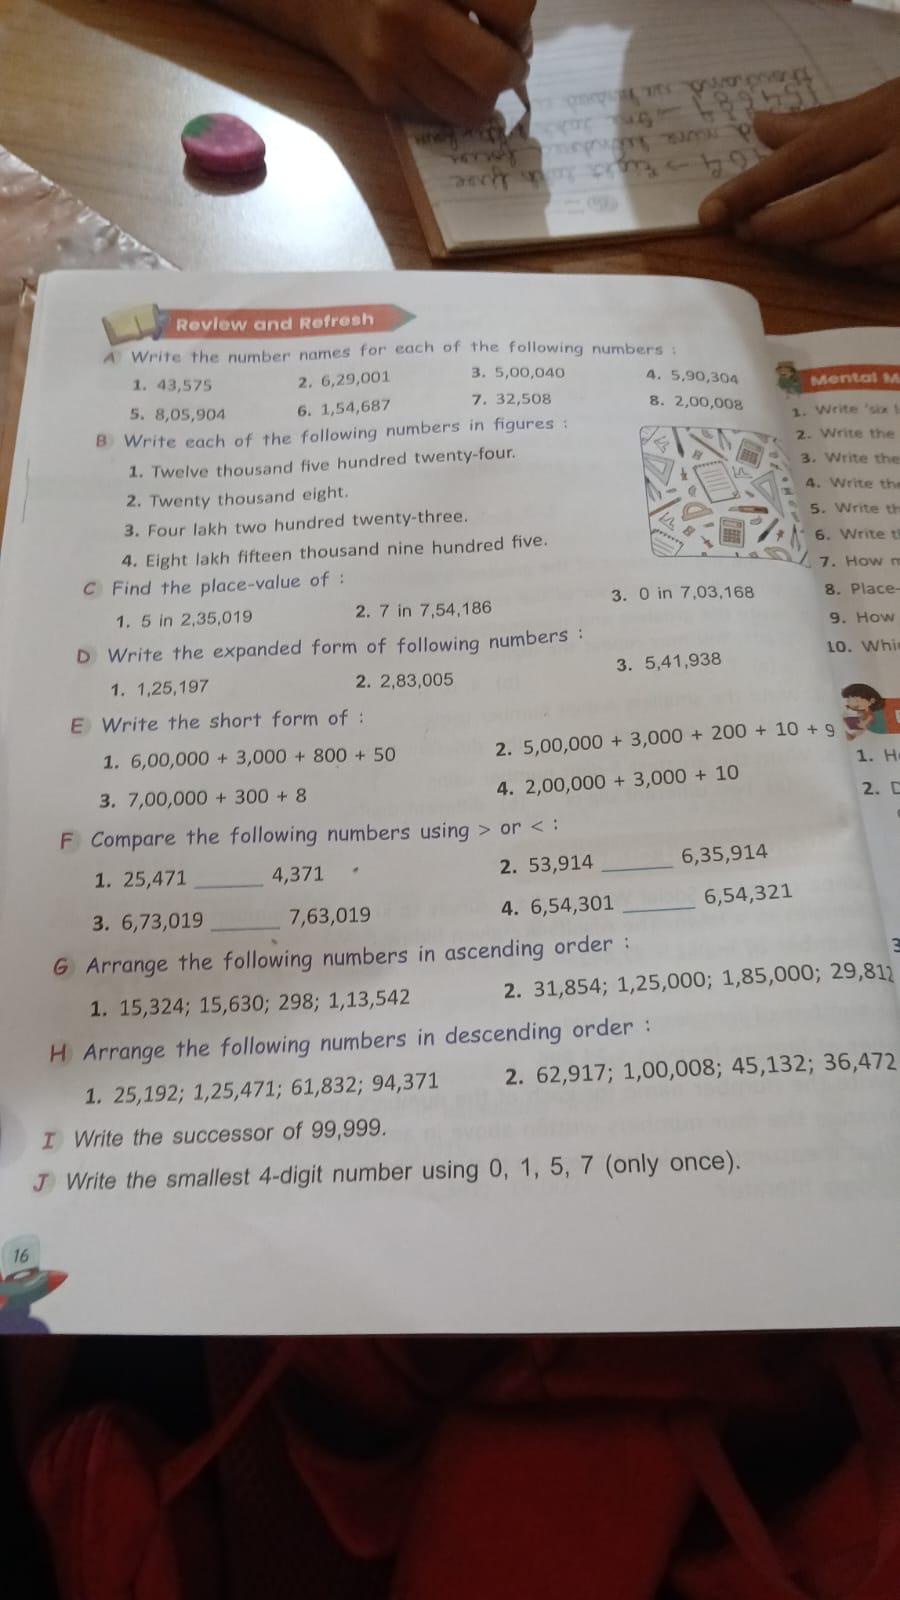 Review and Refresh
A Write the number names for each of the following numbers :
1. 43,575 2. 6,29,001 3. 5,00,040 4. 5,90,304
5. 8,05,904 6. 1,54,687 7. 32,508 8. 2,00,008
B Write each of the following numbers in figures :
1. Twelve thousand five hundred twenty-four.
2. Twenty thousand eight.
3. Four lakh two hundred twenty-three.
4. Eight lakh fifteen thousand nine hundred five.
C Find the place-value of :
1. 5 in 2,35,019 2. 7 in 7,54,186 3. 0 in 7,03,168
D Write the expanded form of following numbers :
1. 1,25,197 2. 2,83,005 3. 5,41,938
E Write the short form of :
1. 6,00,000 + 3,000 + 800 + 50 2. 5,00,000 + 3,000 + 200 + 10 + 9
3. 7,00,000 + 300 + 8 4. 2,00,000 + 3,000 + 10
F Compare the following numbers using > or < :
1. 25,471 ______ 4,371 2. 53,914 ______ 6,35,914
3. 6,73,019 ______ 7,63,019 4. 6,54,301 ______ 6,54,321
G Arrange the following numbers in ascending order :
1. 15,324; 15,630; 298; 1,13,542 2. 31,854; 1,25,000; 1,85,000; 29,812
H Arrange the following numbers in descending order :
1. 25,192; 1,25,471; 61,832; 94,371 2. 62,917; 1,00,008; 45,132; 36,472
I Write the successor of 99,999.
J Write the smallest 4-digit number using 0, 1, 5, 7 (only once).
16
Mental M
1. Write 'six
2. Write the
3. Write the
4. Write the
5. Write th
6. Write t
7. How
8. Place-
9. How
10. Whi
1. H
2. D
3